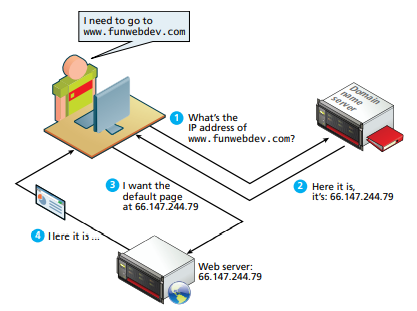 I need to go to
www.funwebdev.com
1 What's the
IP address of
www.funwebdev.com?
Domain
name
server
2 Here it is,
it's: 66.147.244.79
3 I want the
default page
at 66.147.244.79
4 Here it is ...
Web server:
66.147.244.79